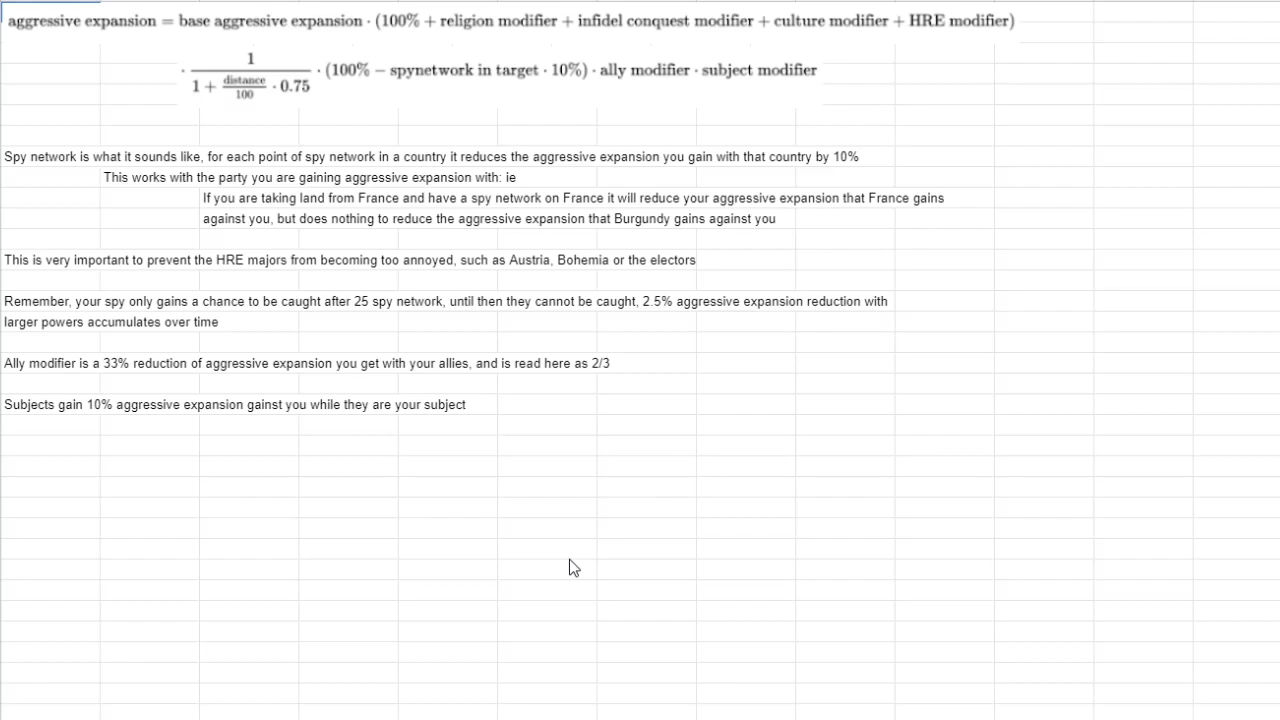 aggressive expansion = base aggressive expansion · (100% + religion modifier + infidel conquest modifier + culture modifier + HRE modifier)
· 1 / (1 + distance/100 · 0.75) · (100% − spynetwork in target · 10%) · ally modifier · subject modifier
Spy network is what it sounds like, for each point of spy network in a country it reduces the aggressive expansion you gain with that country by 10%
This works with the party you are gaining aggressive expansion with: ie
If you are taking land from France and have a spy network on France it will reduce your aggressive expansion that France gains
against you, but does nothing to reduce the aggressive expansion that Burgundy gains against you
This is very important to prevent the HRE majors from becoming too annoyed, such as Austria, Bohemia or the electors
Remember, your spy only gains a chance to be caught after 25 spy network, until then they cannot be caught, 2.5% aggressive expansion reduction with
larger powers accumulates over time
Ally modifier is a 33% reduction of aggressive expansion you get with your allies, and is read here as 2/3
Subjects gain 10% aggressive expansion gainst you while they are your subject